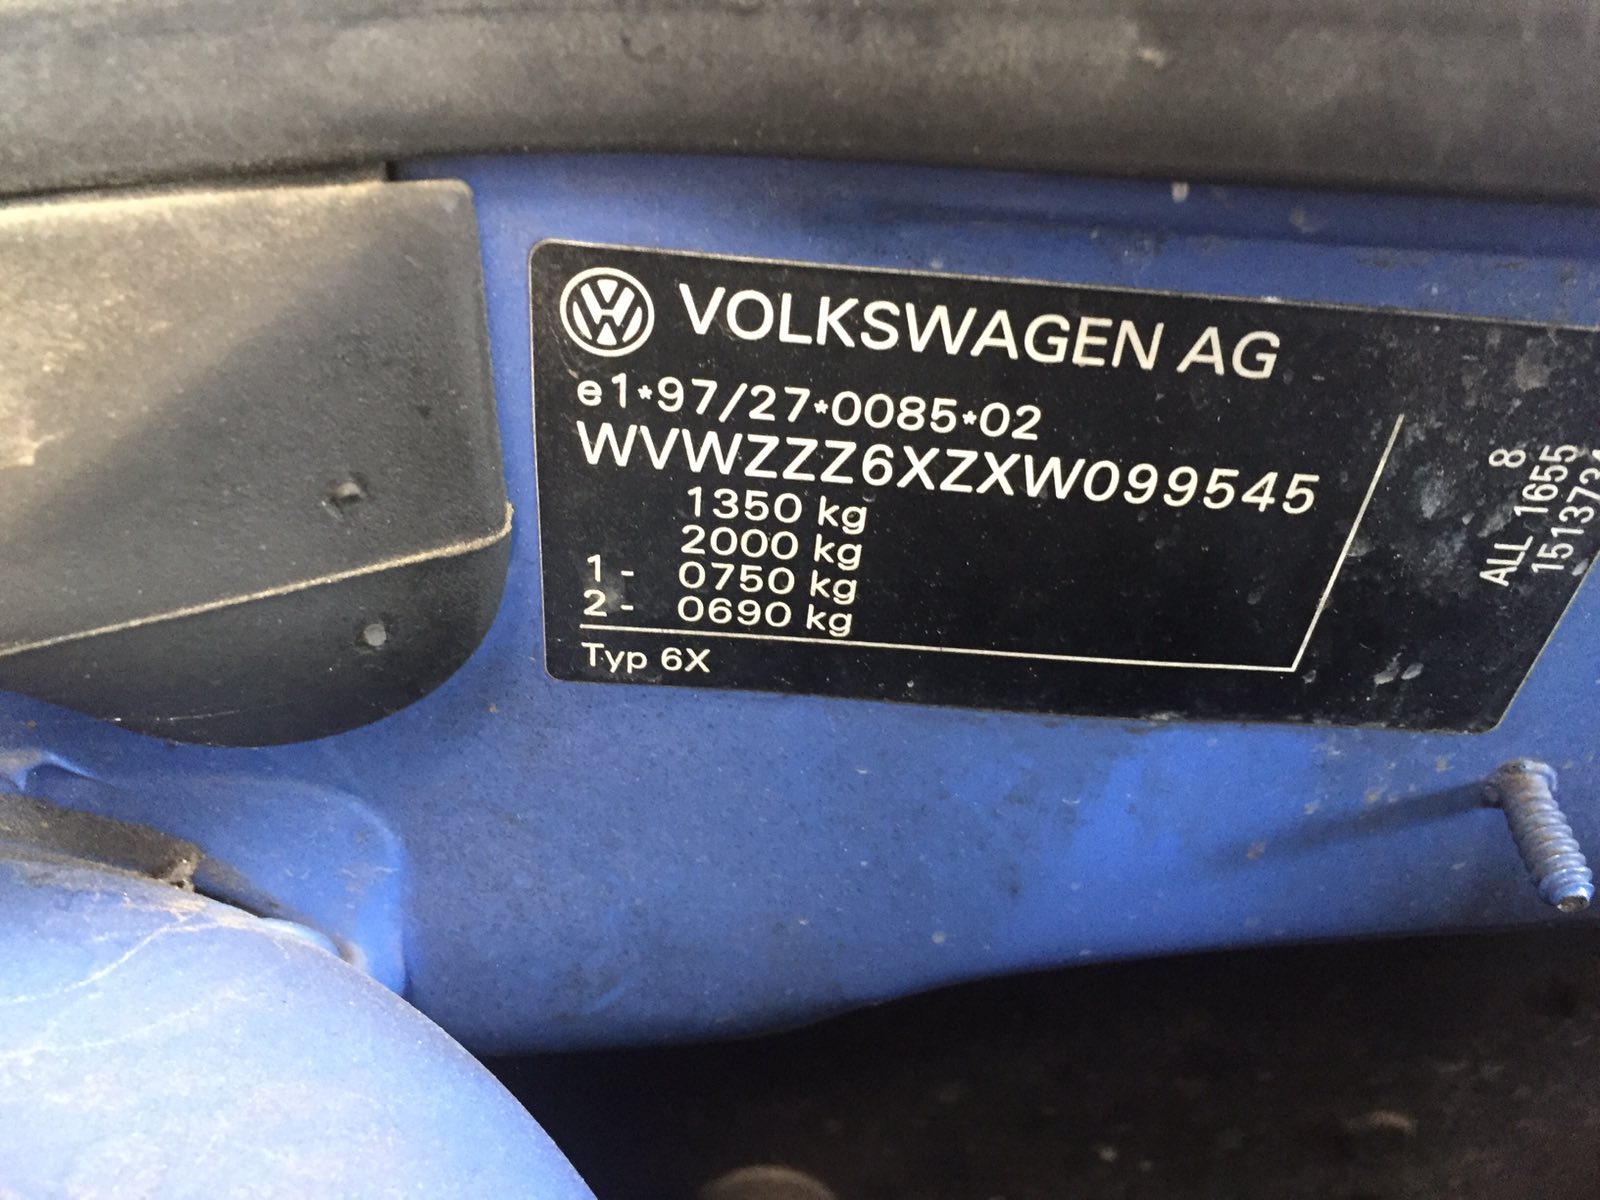 VOLKSWAGEN AG
e1*97/27*0085*02
WVWZZZ6XZXW099545
1350 kg
2000 kg
1- 0750 kg
2- 0690 kg
Typ 6X
8
ALL 1655